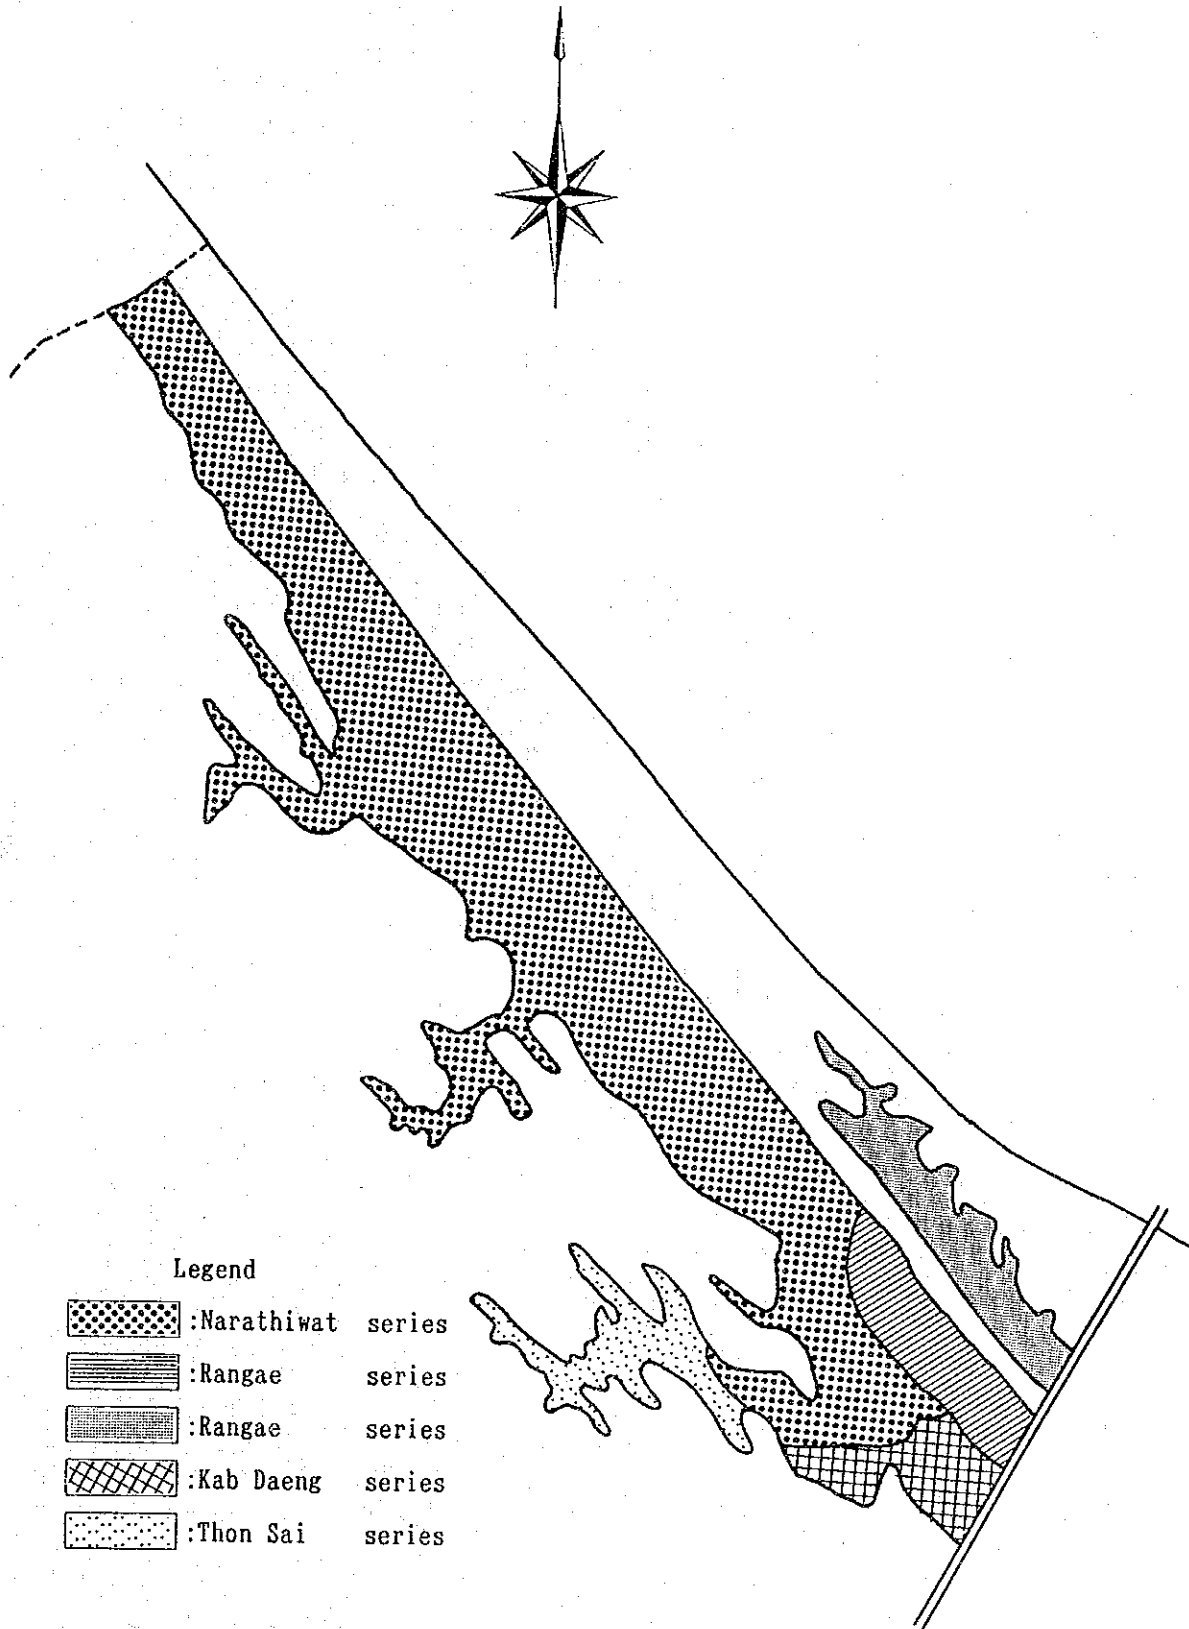 Legend
:Narathiwat series
:Rangae series
:Rangae series
:Kab Daeng series
:Thon Sai series